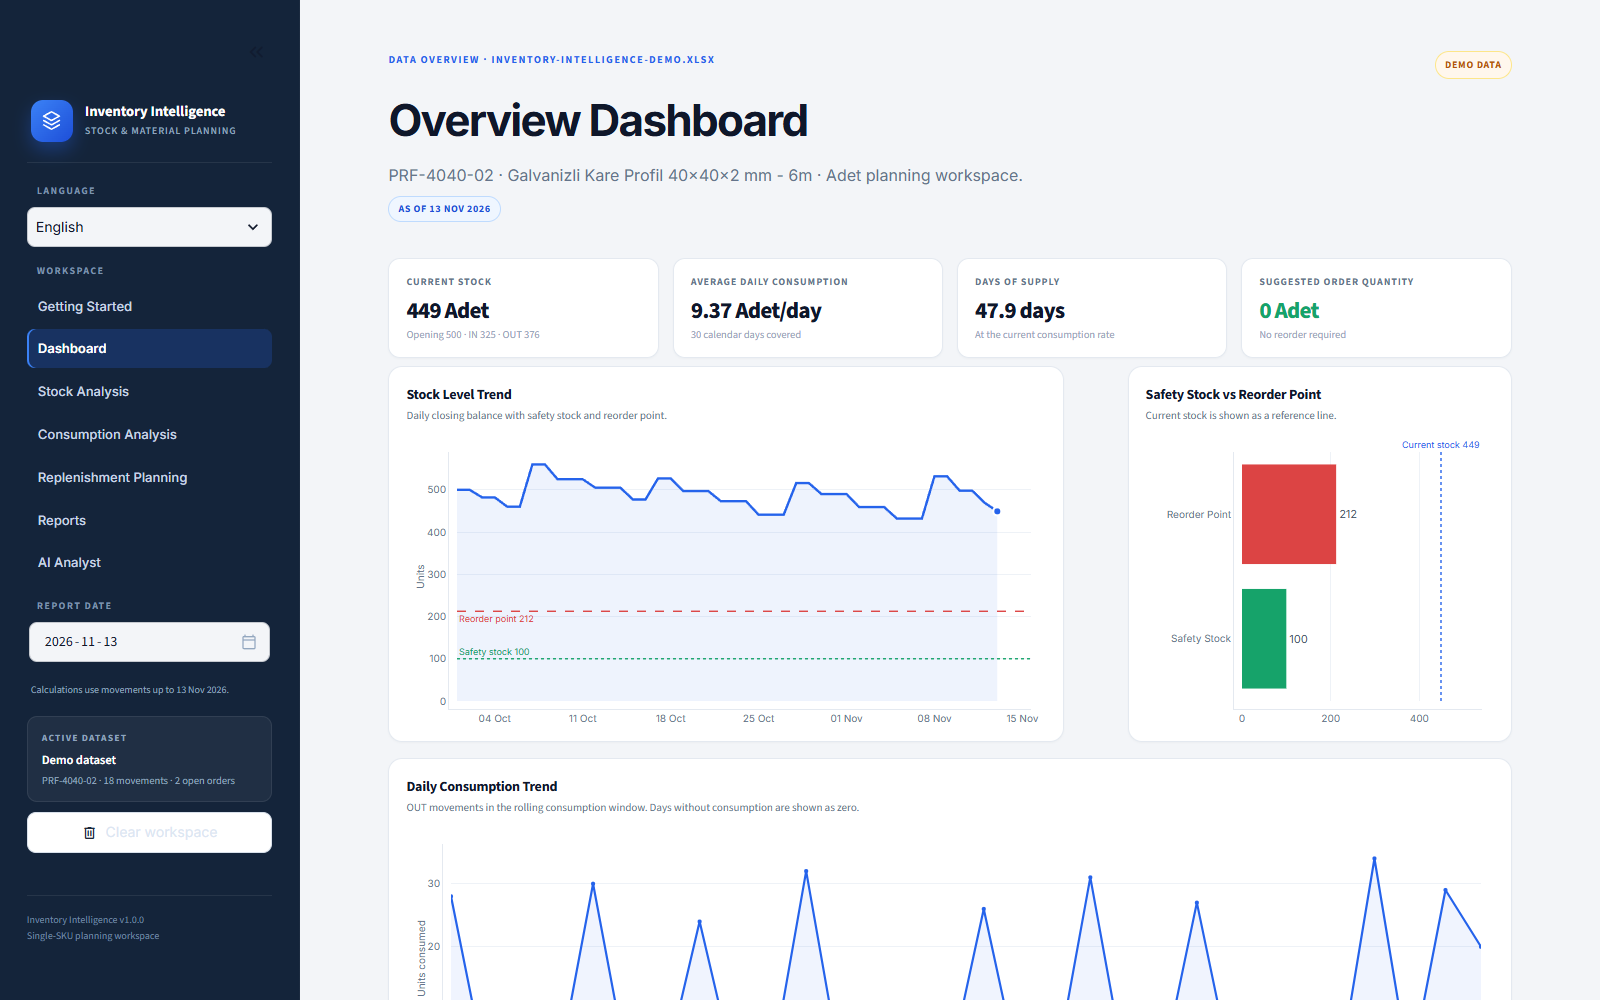 Inventory Intelligence
STOCK & MATERIAL PLANNING
LANGUAGE
English
WORKSPACE
Getting Started
Dashboard
Stock Analysis
Consumption Analysis
Replenishment Planning
Reports
AI Analyst
REPORT DATE
2026-11-13
Calculations use movements up to 13 Nov 2026.
ACTIVE DATASET
Demo dataset
PRF-4040-02 · 18 movements · 2 open orders
Clear workspace
Inventory Intelligence v1.0.0
Single-SKU planning workspace
DATA OVERVIEW · INVENTORY-INTELLIGENCE-DEMO.XLSX
DEMO DATA
Overview Dashboard
PRF-4040-02 · Galvanizli Kare Profil 40×40×2 mm - 6m · Adet planning workspace.
AS OF 13 NOV 2026
CURRENT STOCK
449 Adet
Opening 500 · IN 325 · OUT 376
AVERAGE DAILY CONSUMPTION
9.37 Adet/day
30 calendar days covered
DAYS OF SUPPLY
47.9 days
At the current consumption rate
SUGGESTED ORDER QUANTITY
0 Adet
No reorder required
Stock Level Trend
Daily closing balance with safety stock and reorder point.
Units
500
400
300
200
100
0
Reorder point 212
Safety stock 100
04 Oct
11 Oct
18 Oct
25 Oct
01 Nov
08 Nov
15 Nov
Safety Stock vs Reorder Point
Current stock is shown as a reference line.
Current stock 449
Reorder Point
212
Safety Stock
100
0
200
400
Daily Consumption Trend
OUT movements in the rolling consumption window. Days without consumption are shown as zero.
Units consumed
30
20